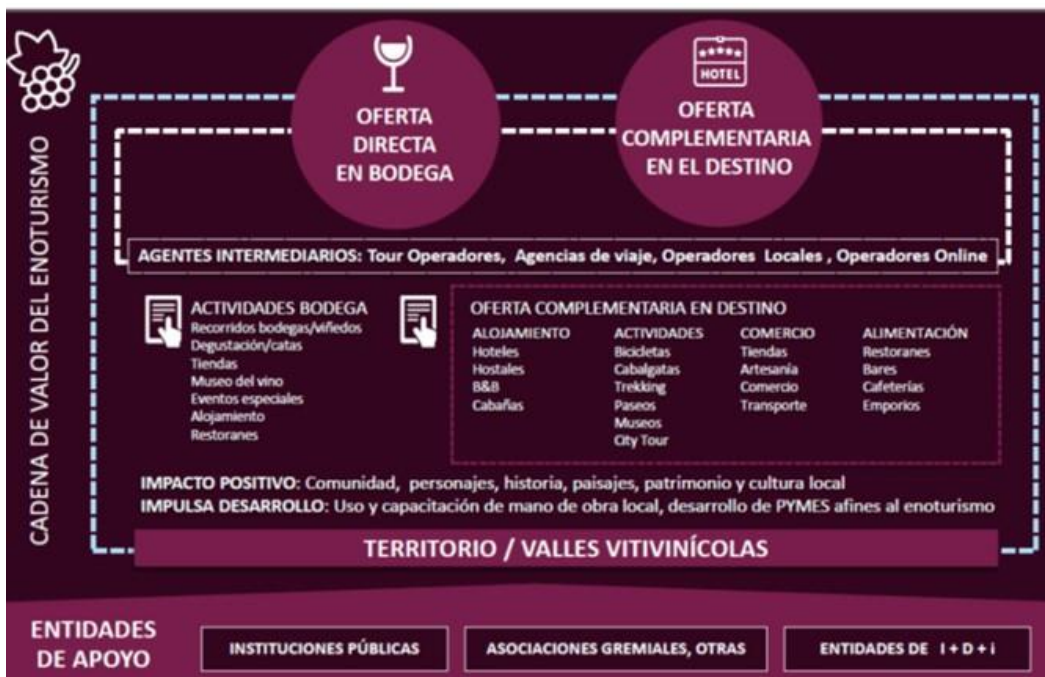 CADENA DE VALOR DEL ENOTURISMO
OFERTA
DIRECTA
EN BODEGA
★★★★★
HOTEL
OFERTA
COMPLEMENTARIA
EN EL DESTINO
AGENTES INTERMEDIARIOS: Tour Operadores, Agencias de viaje, Operadores Locales , Operadores Online
ACTIVIDADES BODEGA
Recorridos bodegas/viñedos
Degustación/catas
Tiendas
Museo del vino
Eventos especiales
Alojamiento
Restoranes
OFERTA COMPLEMENTARIA EN DESTINO
ALOJAMIENTO
Hoteles
Hostales
B&B
Cabañas
ACTIVIDADES
Bicicletas
Cabalgatas
Trekking
Paseos
Museos
City Tour
COMERCIO
Tiendas
Artesanía
Comercio
Transporte
ALIMENTACIÓN
Restoranes
Bares
Cafeterías
Emporios
IMPACTO POSITIVO: Comunidad, personajes, historia, paisajes, patrimonio y cultura local
IMPULSA DESARROLLO: Uso y capacitación de mano de obra local, desarrollo de PYMES afines al enoturismo
TERRITORIO / VALLES VITIVINÍCOLAS
ENTIDADES
DE APOYO
INSTITUCIONES PÚBLICAS
ASOCIACIONES GREMIALES, OTRAS
ENTIDADES DE I + D + i